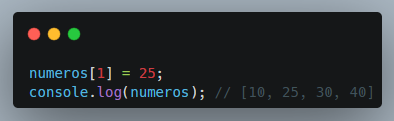 numeros[1] = 25;
console.log(numeros); // [10, 25, 30, 40]